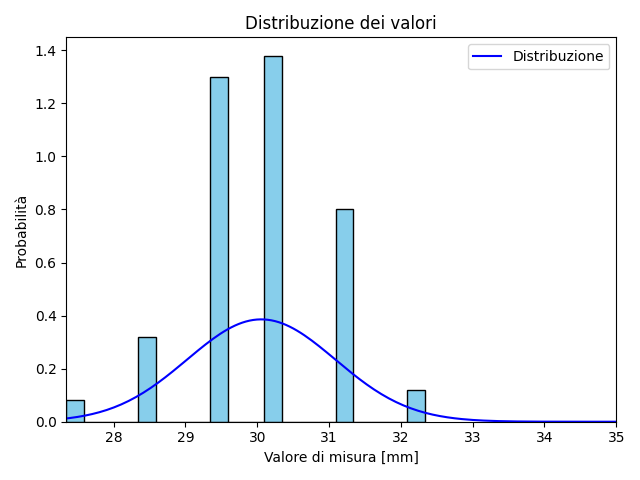 Distribuzione dei valori
Distribuzione
Probabilità
1.4
1.2
1.0
0.8
0.6
0.4
0.2
0.0
28 29 30 31 32 33 34 35
Valore di misura [mm]